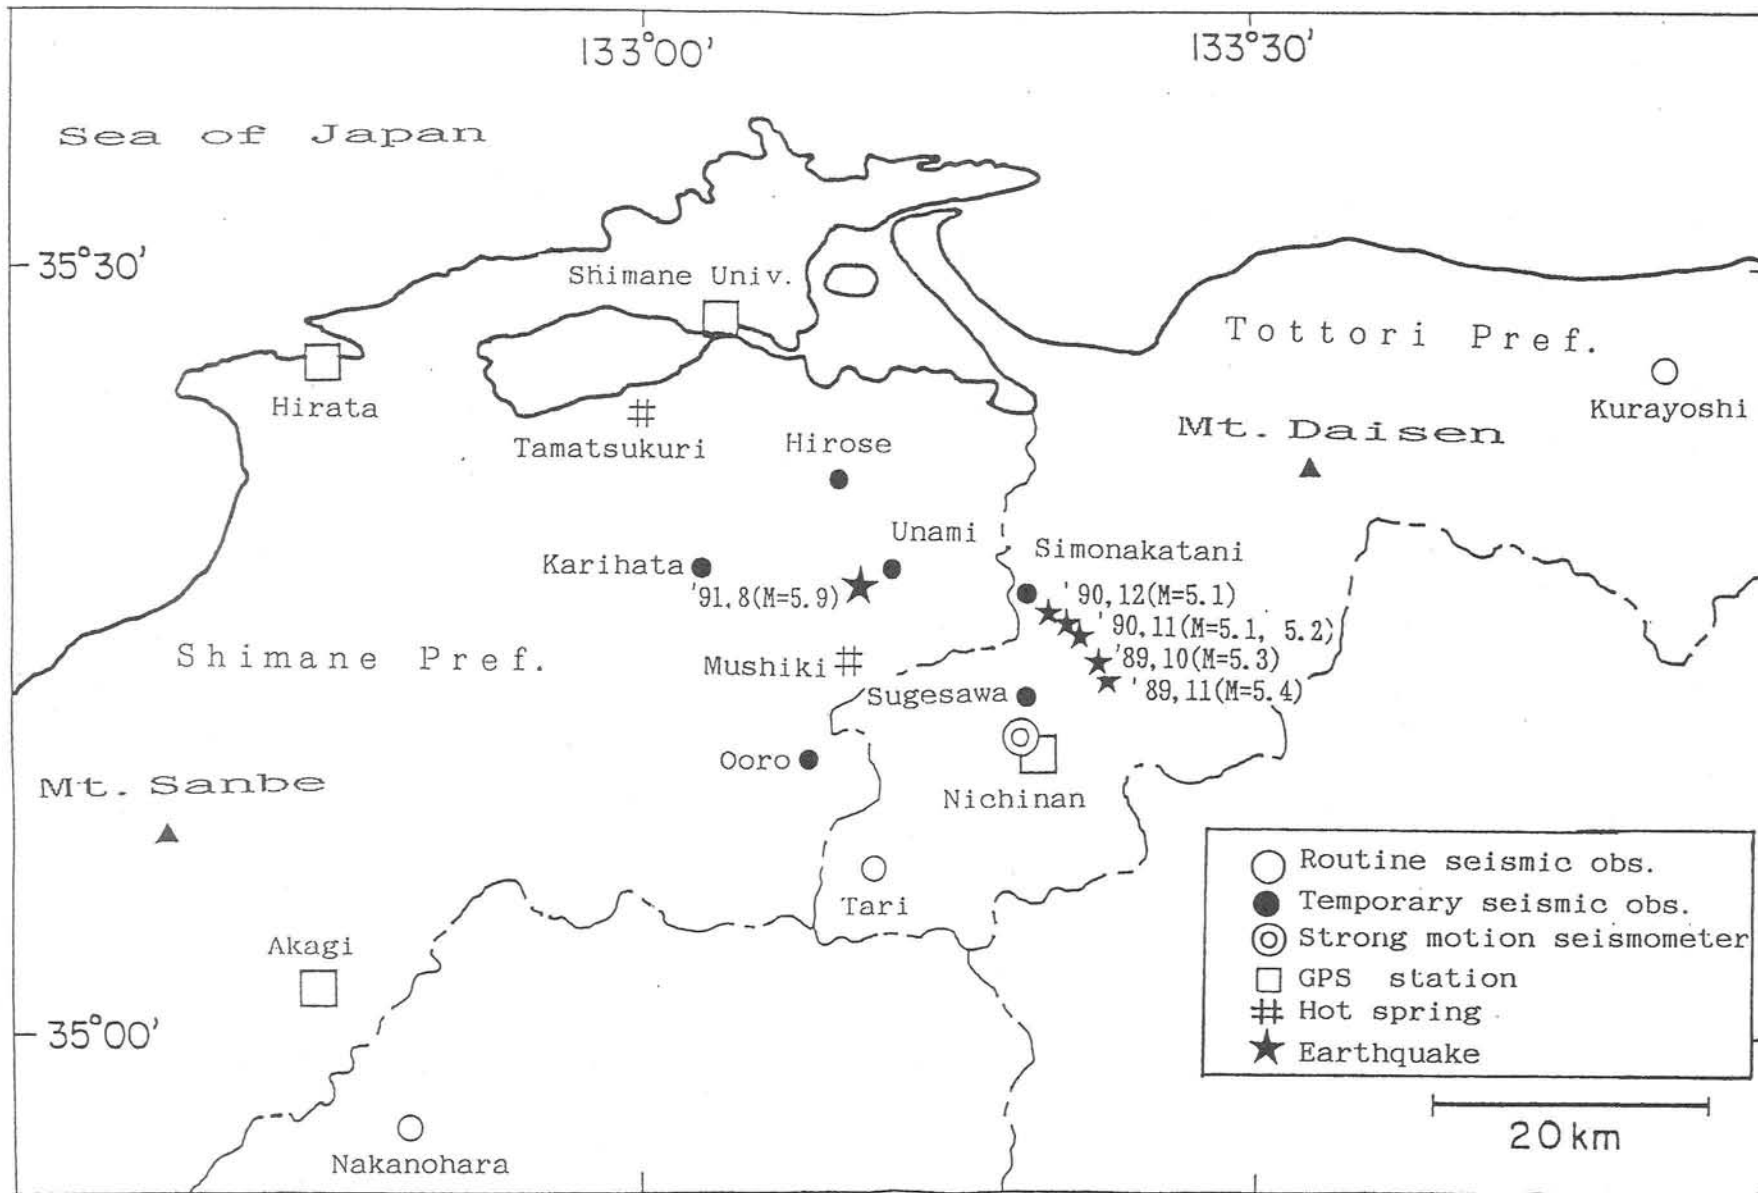 133°00'
133°30'
Sea of Japan
35°30'
Shimane Univ.
Tottori Pref.
Hirata
Kurayoshi
Tamatsukuri
Hirose
Mt. Daisen
Unami
Simonakatani
Karihata
'91,8(M=5.9)
'90,12(M=5.1)
'90,11(M=5.1, 5.2)
'89,10(M=5.3)
'89,11(M=5.4)
Shimane Pref.
Mushiki
Sugesawa
Ooro
Mt. Sanbe
Nichinan
Tari
Akagi
35°00'
Nakanohara
Routine seismic obs.
Temporary seismic obs.
Strong motion seismometer
GPS station
Hot spring
Earthquake
20km